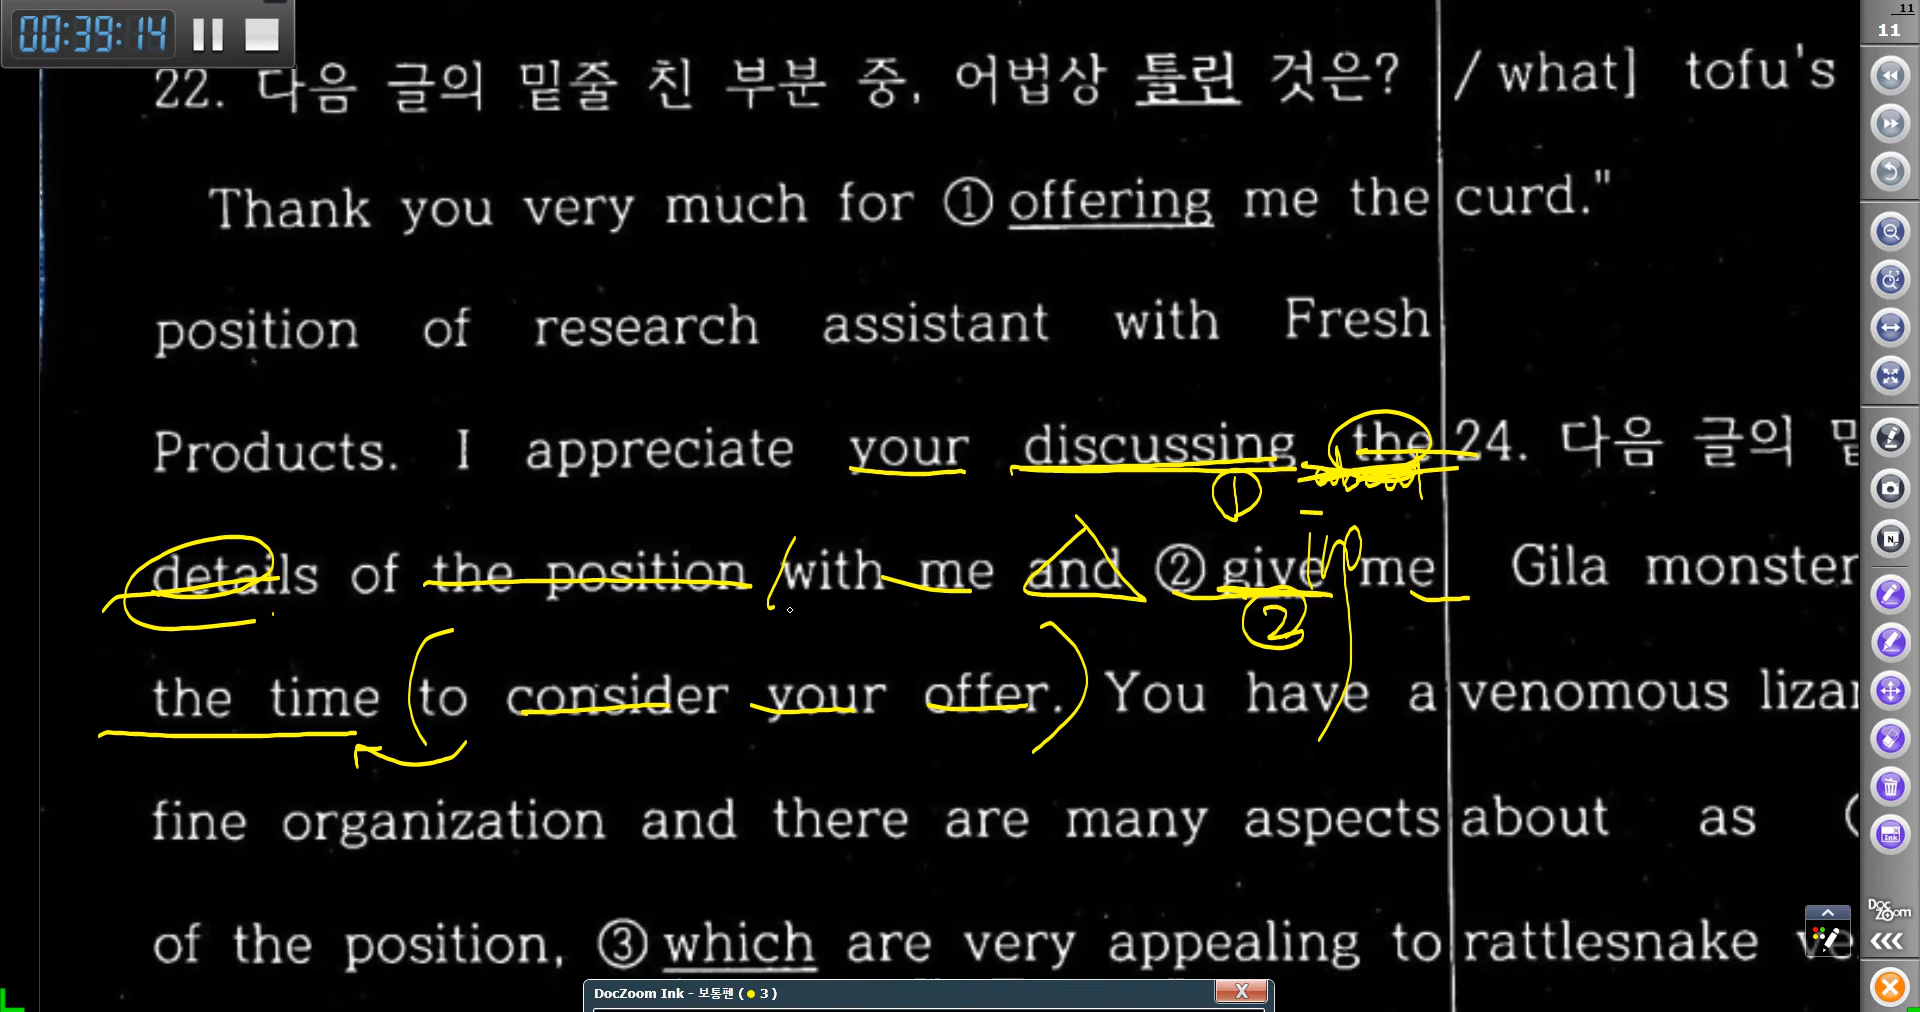 00:39:14
11
11
22. 다음 글의 밑줄 친 부분 중, 어법상 틀린 것은?
Thank you very much for ① offering me the
position of research assistant with Fresh
Products. I appreciate your discussing the
about
①
details of the position with me and ② give me
ing
②
the time to consider your offer. You have a
fine organization and there are many aspects
of the position, ③ which are very appealing to
/ what] tofu's
curd."
24. 다음 글의
Gila monster
venomous
about as
rattlesnake
DocZoom
DocZoom Ink - 보통펜 ( 3 )
X